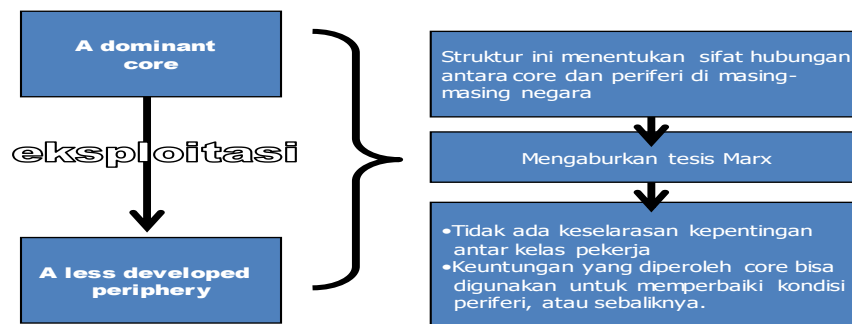 A dominant
core
eksploitasi
A less developed
periphery
Struktur ini menentukan sifat hubungan
antara core dan periferi di masing-
masing negara
Mengaburkan tesis Marx
•Tidak ada keselarasan kepentingan
antar kelas pekerja
•Keuntungan yang diperoleh core bisa
digunakan untuk memperbaiki kondisi
periferi, atau sebaliknya.